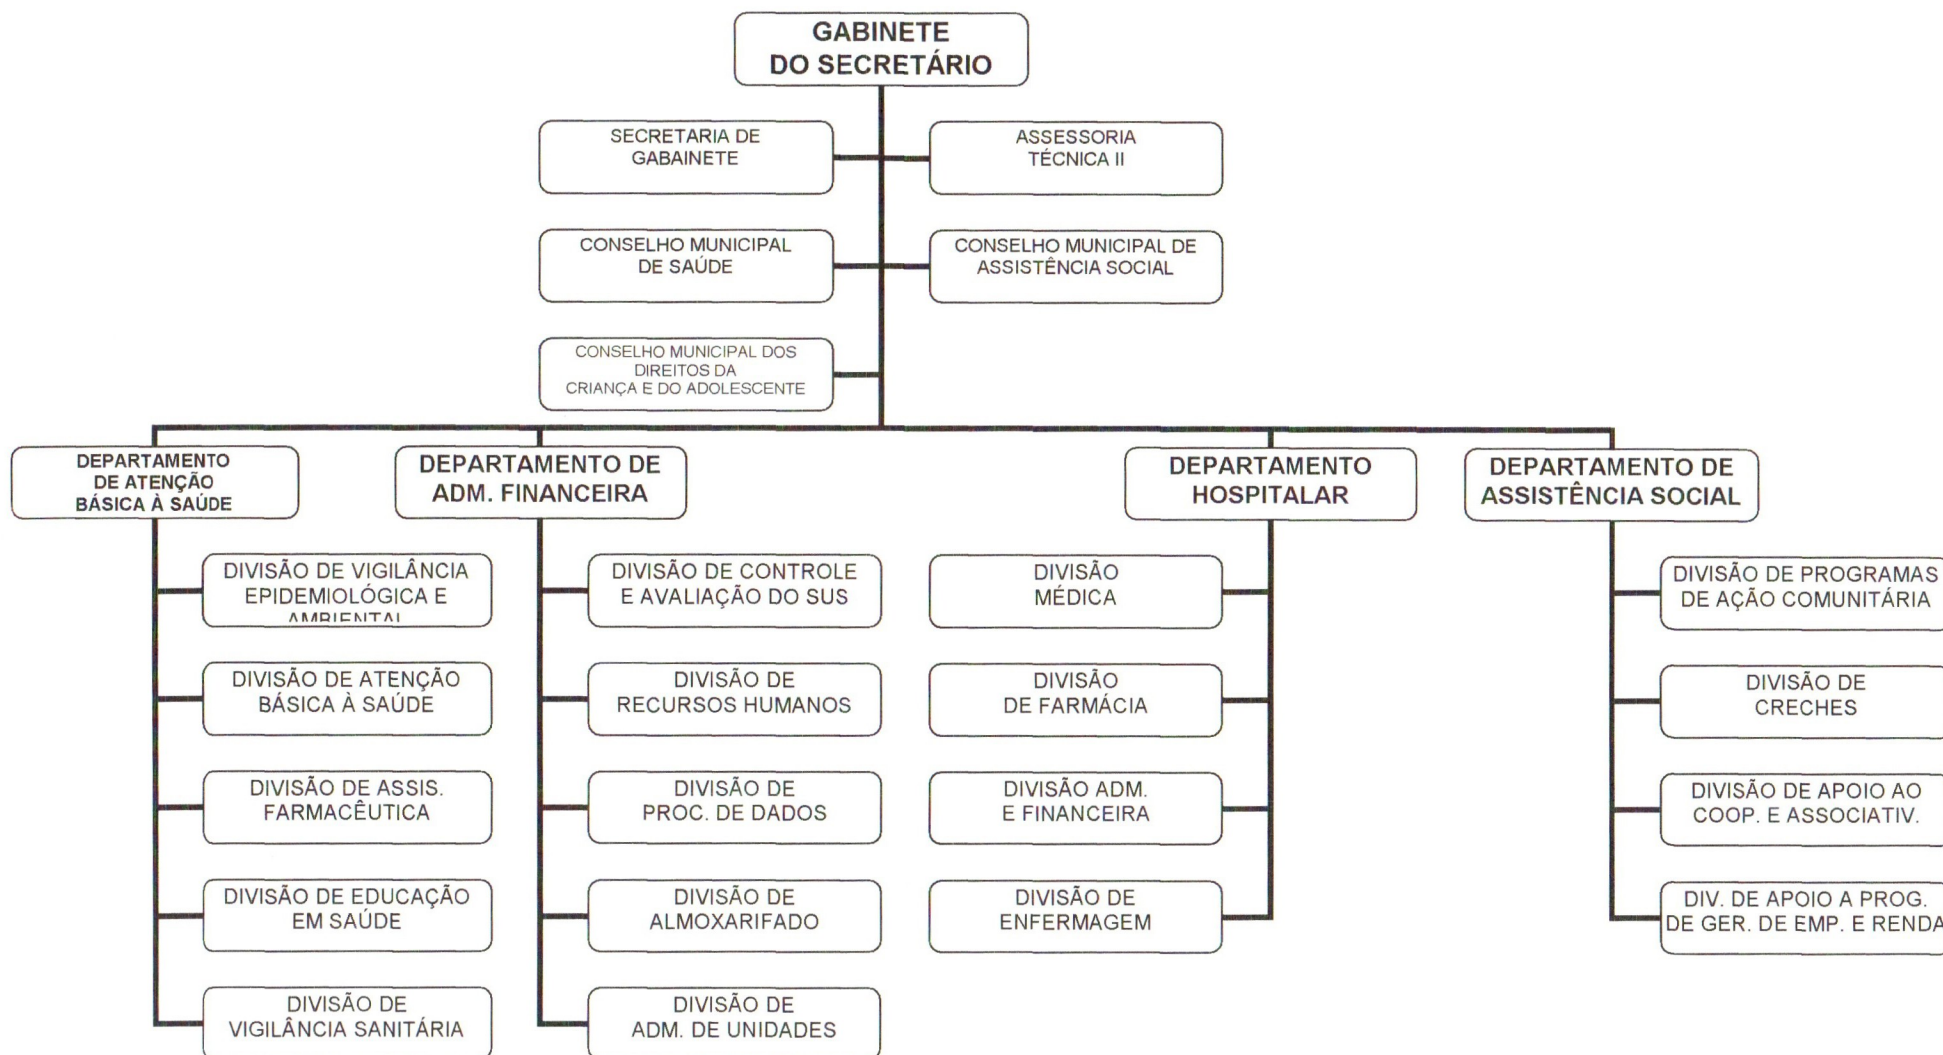 GABINETE
DO SECRETÁRIO
SECRETARIA DE
GABAINETE
ASSESSORIA
TÉCNICA II
CONSELHO MUNICIPAL
DE SAÚDE
CONSELHO MUNICIPAL DE
ASSISTÊNCIA SOCIAL
CONSELHO MUNICIPAL DOS
DIREITOS DA
CRIANÇA E DO ADOLESCENTE
DEPARTAMENTO
DE ATENÇÃO
BÁSICA À SAÚDE
DIVISÃO DE VIGILÂNCIA
EPIDEMIOLÓGICA E
AMBIENTAL
DIVISÃO DE ATENÇÃO
BÁSICA À SAÚDE
DIVISÃO DE ASSIS.
FARMACÊUTICA
DIVISÃO DE EDUCAÇÃO
EM SAÚDE
DIVISÃO DE
VIGILÂNCIA SANITÁRIA
DEPARTAMENTO DE
ADM. FINANCEIRA
DIVISÃO DE CONTROLE
E AVALIAÇÃO DO SUS
DIVISÃO DE
RECURSOS HUMANOS
DIVISÃO DE
PROC. DE DADOS
DIVISÃO DE
ALMOXARIFADO
DIVISÃO DE
ADM. DE UNIDADES
DEPARTAMENTO
HOSPITALAR
DIVISÃO
MÉDICA
DIVISÃO
DE FARMÁCIA
DIVISÃO ADM.
E FINANCEIRA
DIVISÃO DE
ENFERMAGEM
DEPARTAMENTO DE
ASSISTÊNCIA SOCIAL
DIVISÃO DE PROGRAMAS
DE AÇÃO COMUNITÁRIA
DIVISÃO DE
CRECHES
DIVISÃO DE APOIO AO
COOP. E ASSOCIATIV.
DIV. DE APOIO A PROG.
DE GER. DE EMP. E RENDA